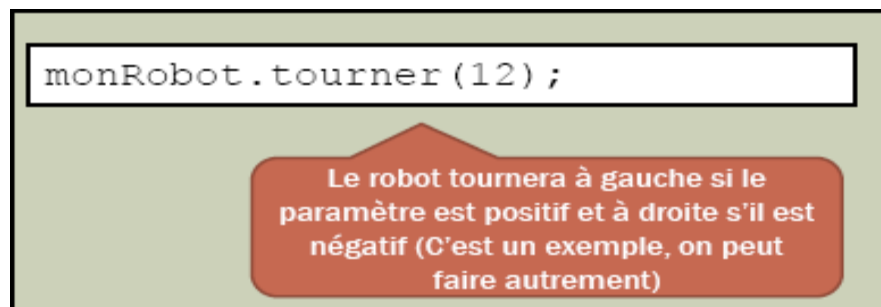 monRobot.tourner(12);
Le robot tournera à gauche si le
paramètre est positif et à droite s'il est
négatif (C'est un exemple, on peut
faire autrement)